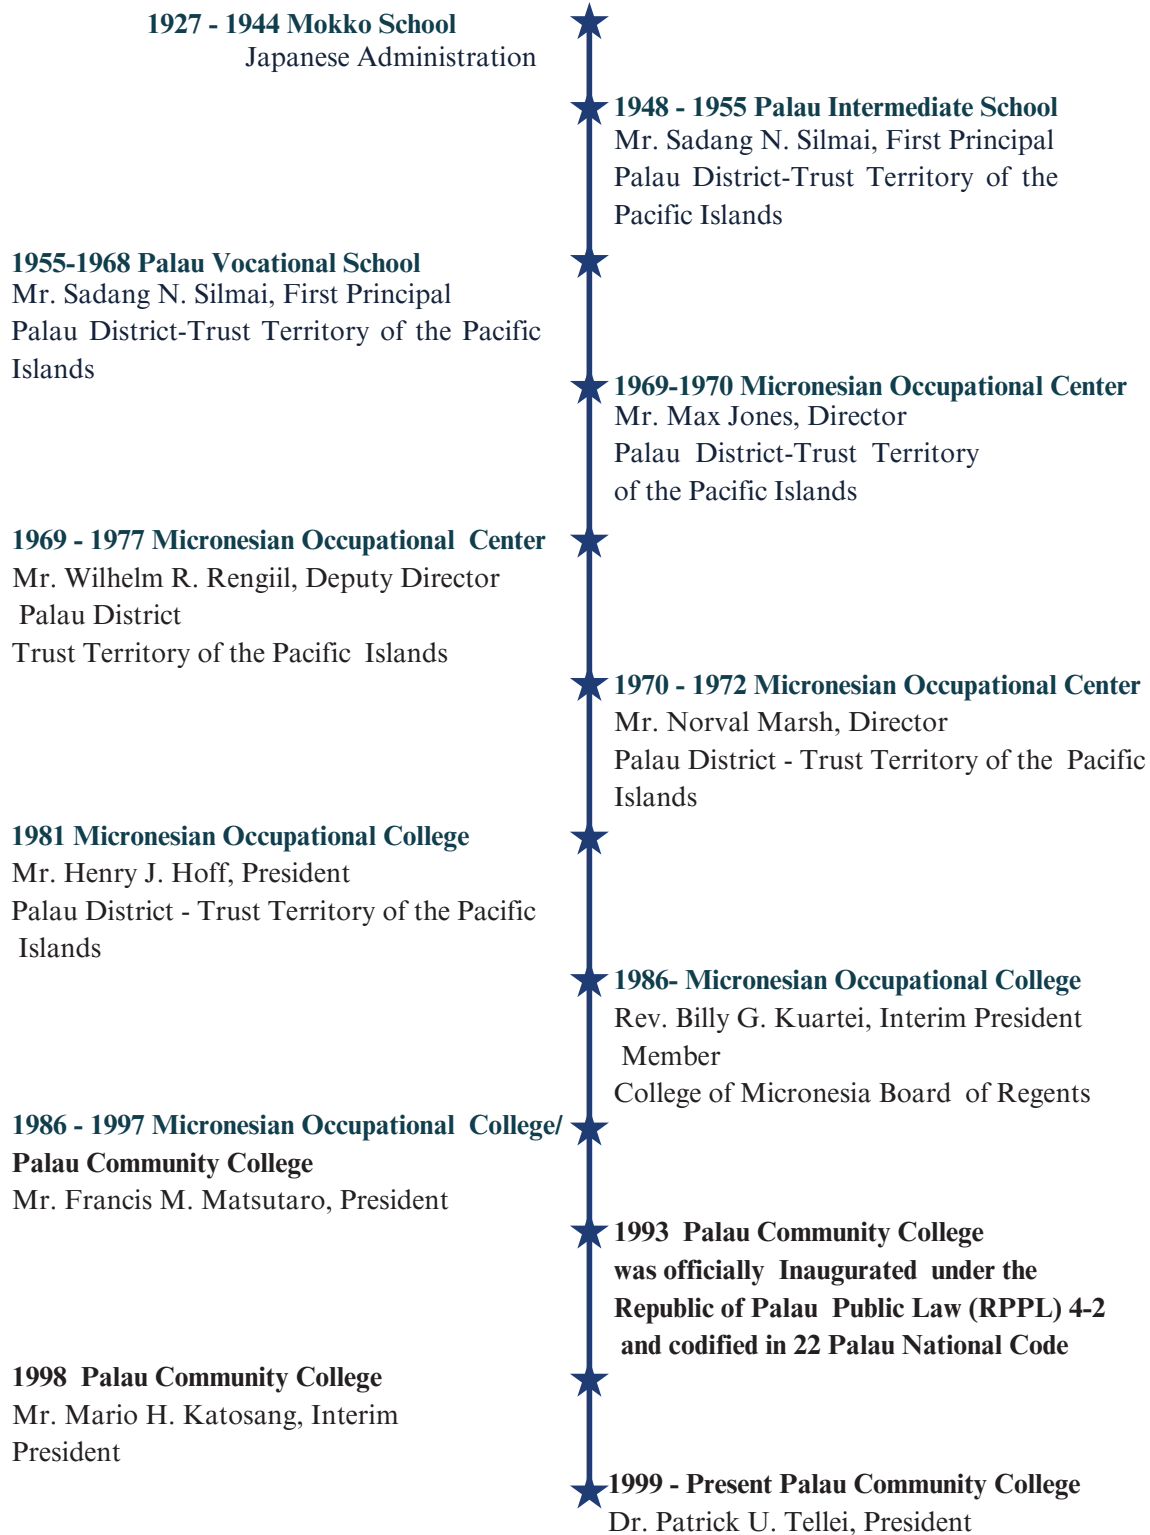 1927 - 1944 Mokko School
Japanese Administration
1948 - 1955 Palau Intermediate School
Mr. Sadang N. Silmai, First Principal
Palau District-Trust Territory of the
Pacific Islands
1955-1968 Palau Vocational School
Mr. Sadang N. Silmai, First Principal
Palau District-Trust Territory of the Pacific
Islands
1969-1970 Micronesian Occupational Center
Mr. Max Jones, Director
Palau District-Trust Territory
of the Pacific Islands
1969 - 1977 Micronesian Occupational Center
Mr. Wilhelm R. Rengiil, Deputy Director
Palau District
Trust Territory of the Pacific Islands
1970 - 1972 Micronesian Occupational Center
Mr. Norval Marsh, Director
Palau District - Trust Territory of the Pacific
Islands
1981 Micronesian Occupational College
Mr. Henry J. Hoff, President
Palau District - Trust Territory of the Pacific
Islands
1986- Micronesian Occupational College
Rev. Billy G. Kuartei, Interim President
Member
College of Micronesia Board of Regents
1986 - 1997 Micronesian Occupational College/
Palau Community College
Mr. Francis M. Matsutaro, President
1993 Palau Community College
was officially Inaugurated under the
Republic of Palau Public Law (RPPL) 4-2
and codified in 22 Palau National Code
1998 Palau Community College
Mr. Mario H. Katosang, Interim
President
1999 - Present Palau Community College
Dr. Patrick U. Tellei, President